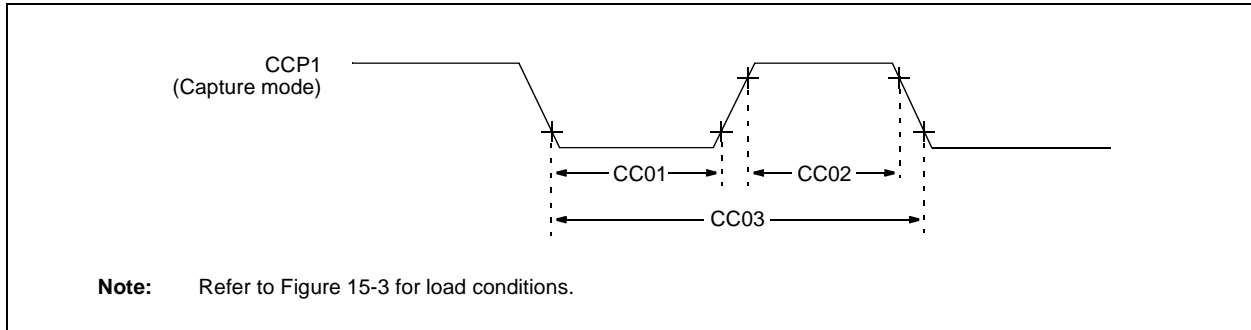 CCP1
(Capture mode)
CC01
CC02
CC03
Note: Refer to Figure 15-3 for load conditions.